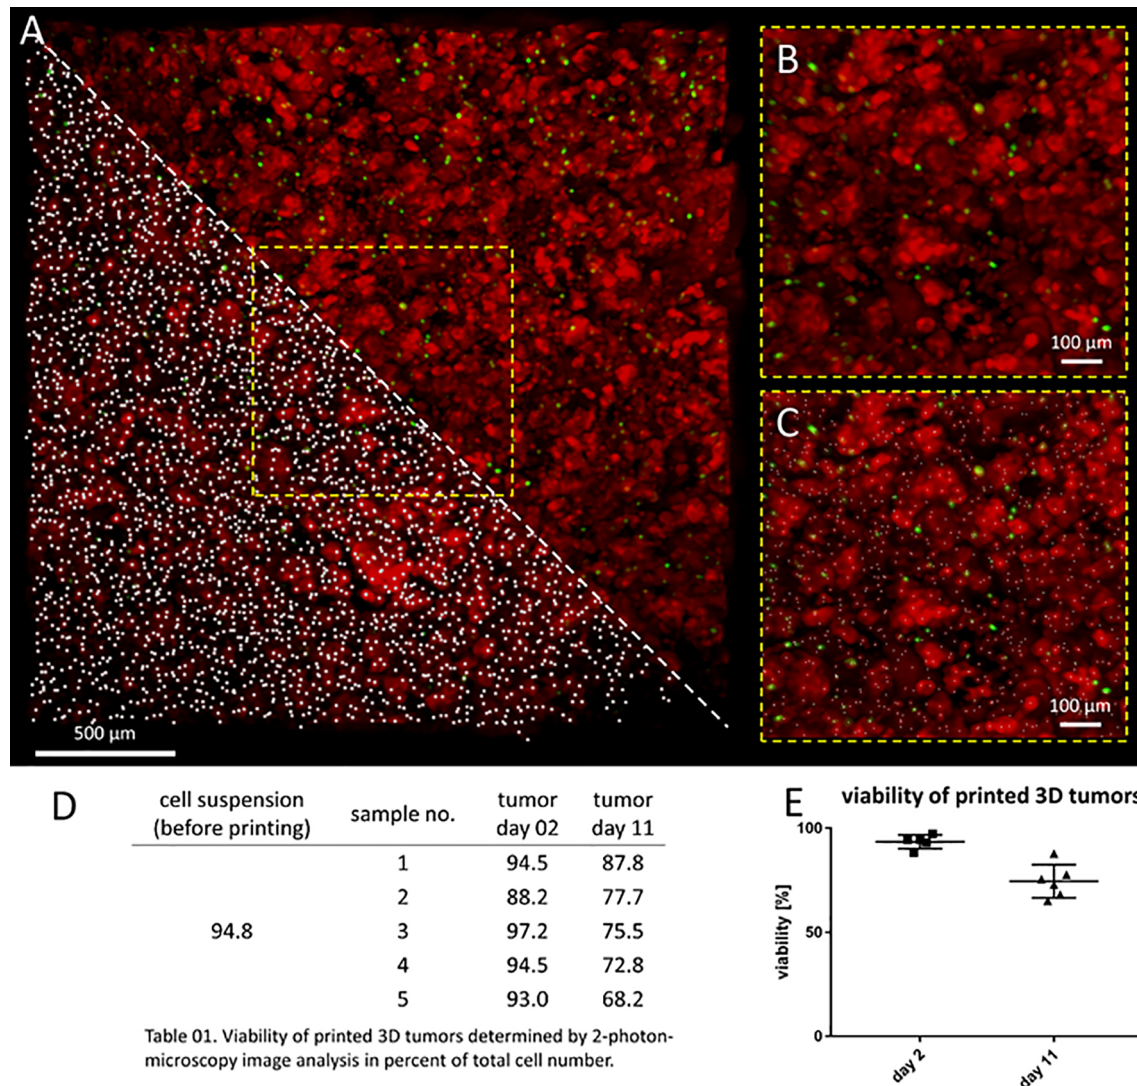 A
B
100 µm
C
100 µm
500 µm
D
cell suspension (before printing) sample no. tumor day 02 tumor day 11
1 94.5 87.8
2 88.2 77.7
94.8 3 97.2 75.5
4 94.5 72.8
5 93.0 68.2
Table 01. Viability of printed 3D tumors determined by 2-photon-
microscopy image analysis in percent of total cell number.
E viability of printed 3D tumors
viability [%]
100
50
0
day 2
day 11